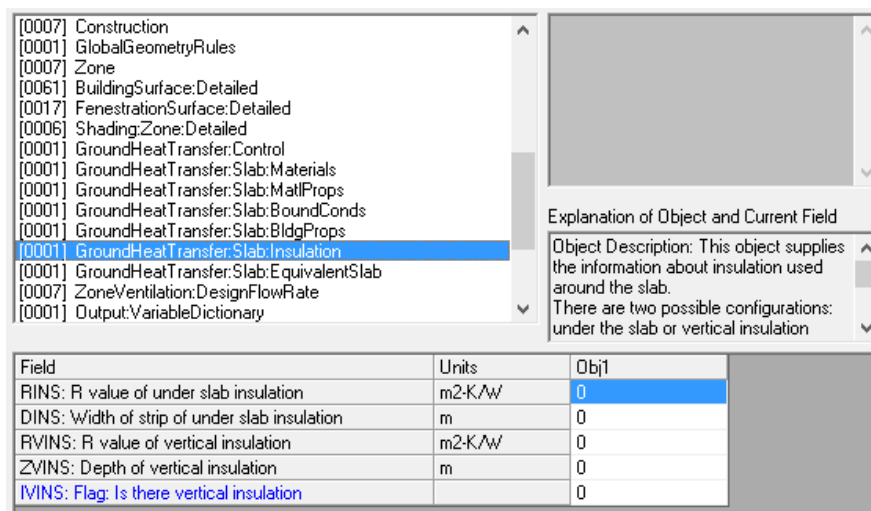 [0007] Construction
[0001] GlobalGeometryRules
[0007] Zone
[0061] BuildingSurface:Detailed
[0017] FenestrationSurface:Detailed
[0006] Shading:Zone:Detailed
[0001] GroundHeatTransfer:Control
[0001] GroundHeatTransfer:Slab:Materials
[0001] GroundHeatTransfer:Slab:MatlProps
[0001] GroundHeatTransfer:Slab:BoundConds
[0001] GroundHeatTransfer:Slab:BldgProps
[0001] GroundHeatTransfer:Slab:Insulation
[0001] GroundHeatTransfer:Slab:EquivalentSlab
[0007] ZoneVentilation:DesignFlowRate
[0001] Output:VariableDictionary
Explanation of Object and Current Field
Object Description: This object supplies
the information about insulation used
around the slab.
There are two possible configurations:
under the slab or vertical insulation
Field Units Obj1
RINS: R value of under slab insulation m2-K/W 0
DINS: Width of strip of under slab insulation m 0
RVINS: R value of vertical insulation m2-K/W 0
ZVINS: Depth of vertical insulation m 0
IVINS: Flag: Is there vertical insulation 0